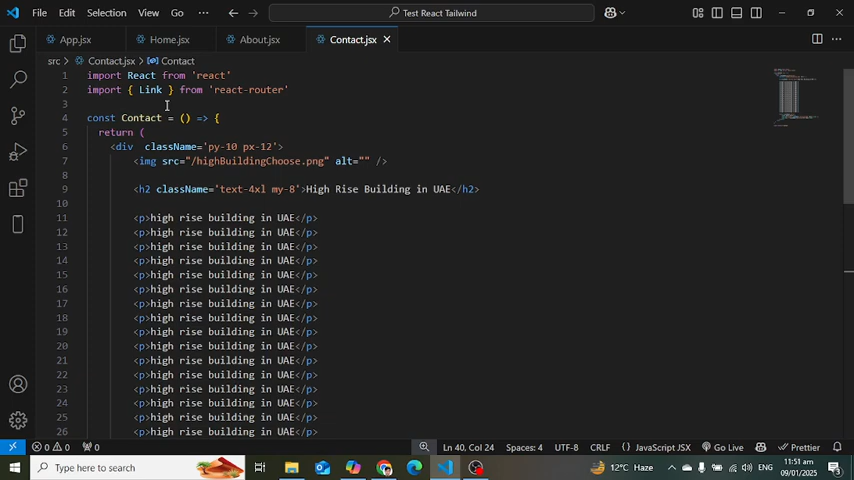 File Edit Selection View Go ··· Test React Tailwind
App.jsx Home.jsx About.jsx Contact.jsx
src > Contact.jsx > Contact
1 import React from 'react'
2 import { Link } from 'react-router'
3
4 const Contact = () => {
5 return (
6 <div className='py-10 px-12'>
7 <img src="/highBuildingChoose.png" alt="" />
8
9 <h2 className='text-4xl my-8'>High Rise Building in UAE</h2>
10
11 <p>high rise building in UAE</p>
12 <p>high rise building in UAE</p>
13 <p>high rise building in UAE</p>
14 <p>high rise building in UAE</p>
15 <p>high rise building in UAE</p>
16 <p>high rise building in UAE</p>
17 <p>high rise building in UAE</p>
18 <p>high rise building in UAE</p>
19 <p>high rise building in UAE</p>
20 <p>high rise building in UAE</p>
21 <p>high rise building in UAE</p>
22 <p>high rise building in UAE</p>
23 <p>high rise building in UAE</p>
24 <p>high rise building in UAE</p>
25 <p>high rise building in UAE</p>
26 <p>high rise building in UAE</p>
0 0 0 Ln 40, Col 24 Spaces: 4 UTF-8 CRLF {} JavaScript JSX Go Live Prettier
Type here to search 12°C Haze ENG 11:51 am
09/01/2025 3